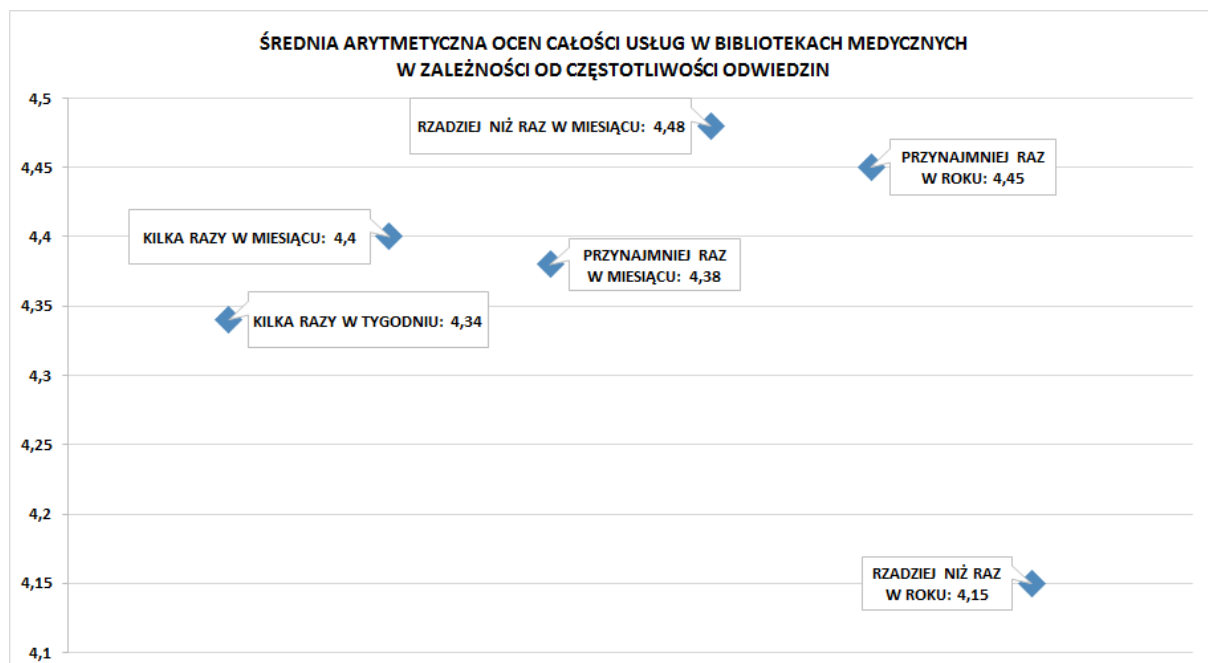 ŚREDNIA ARYTMETYCZNA OCEN CAŁOŚCI USŁUG W BIBLIOTEKACH MEDYCZNYCH
W ZALEŻNOŚCI OD CZĘSTOTLIWOŚCI ODWIEDZIN
4,5
RZADZIEJ NIŻ RAZ W MIESIĄCU: 4,48
4,45
PRZYNAJMNIEJ RAZ
W ROKU: 4,45
4,4
KILKA RAZY W MIESIĄCU: 4,4
PRZYNAJMNIEJ RAZ
W MIESIĄCU: 4,38
4,35
KILKA RAZY W TYGODNIU: 4,34
4,3
4,25
4,2
4,15
RZADZIEJ NIŻ RAZ
W ROKU: 4,15
4,1